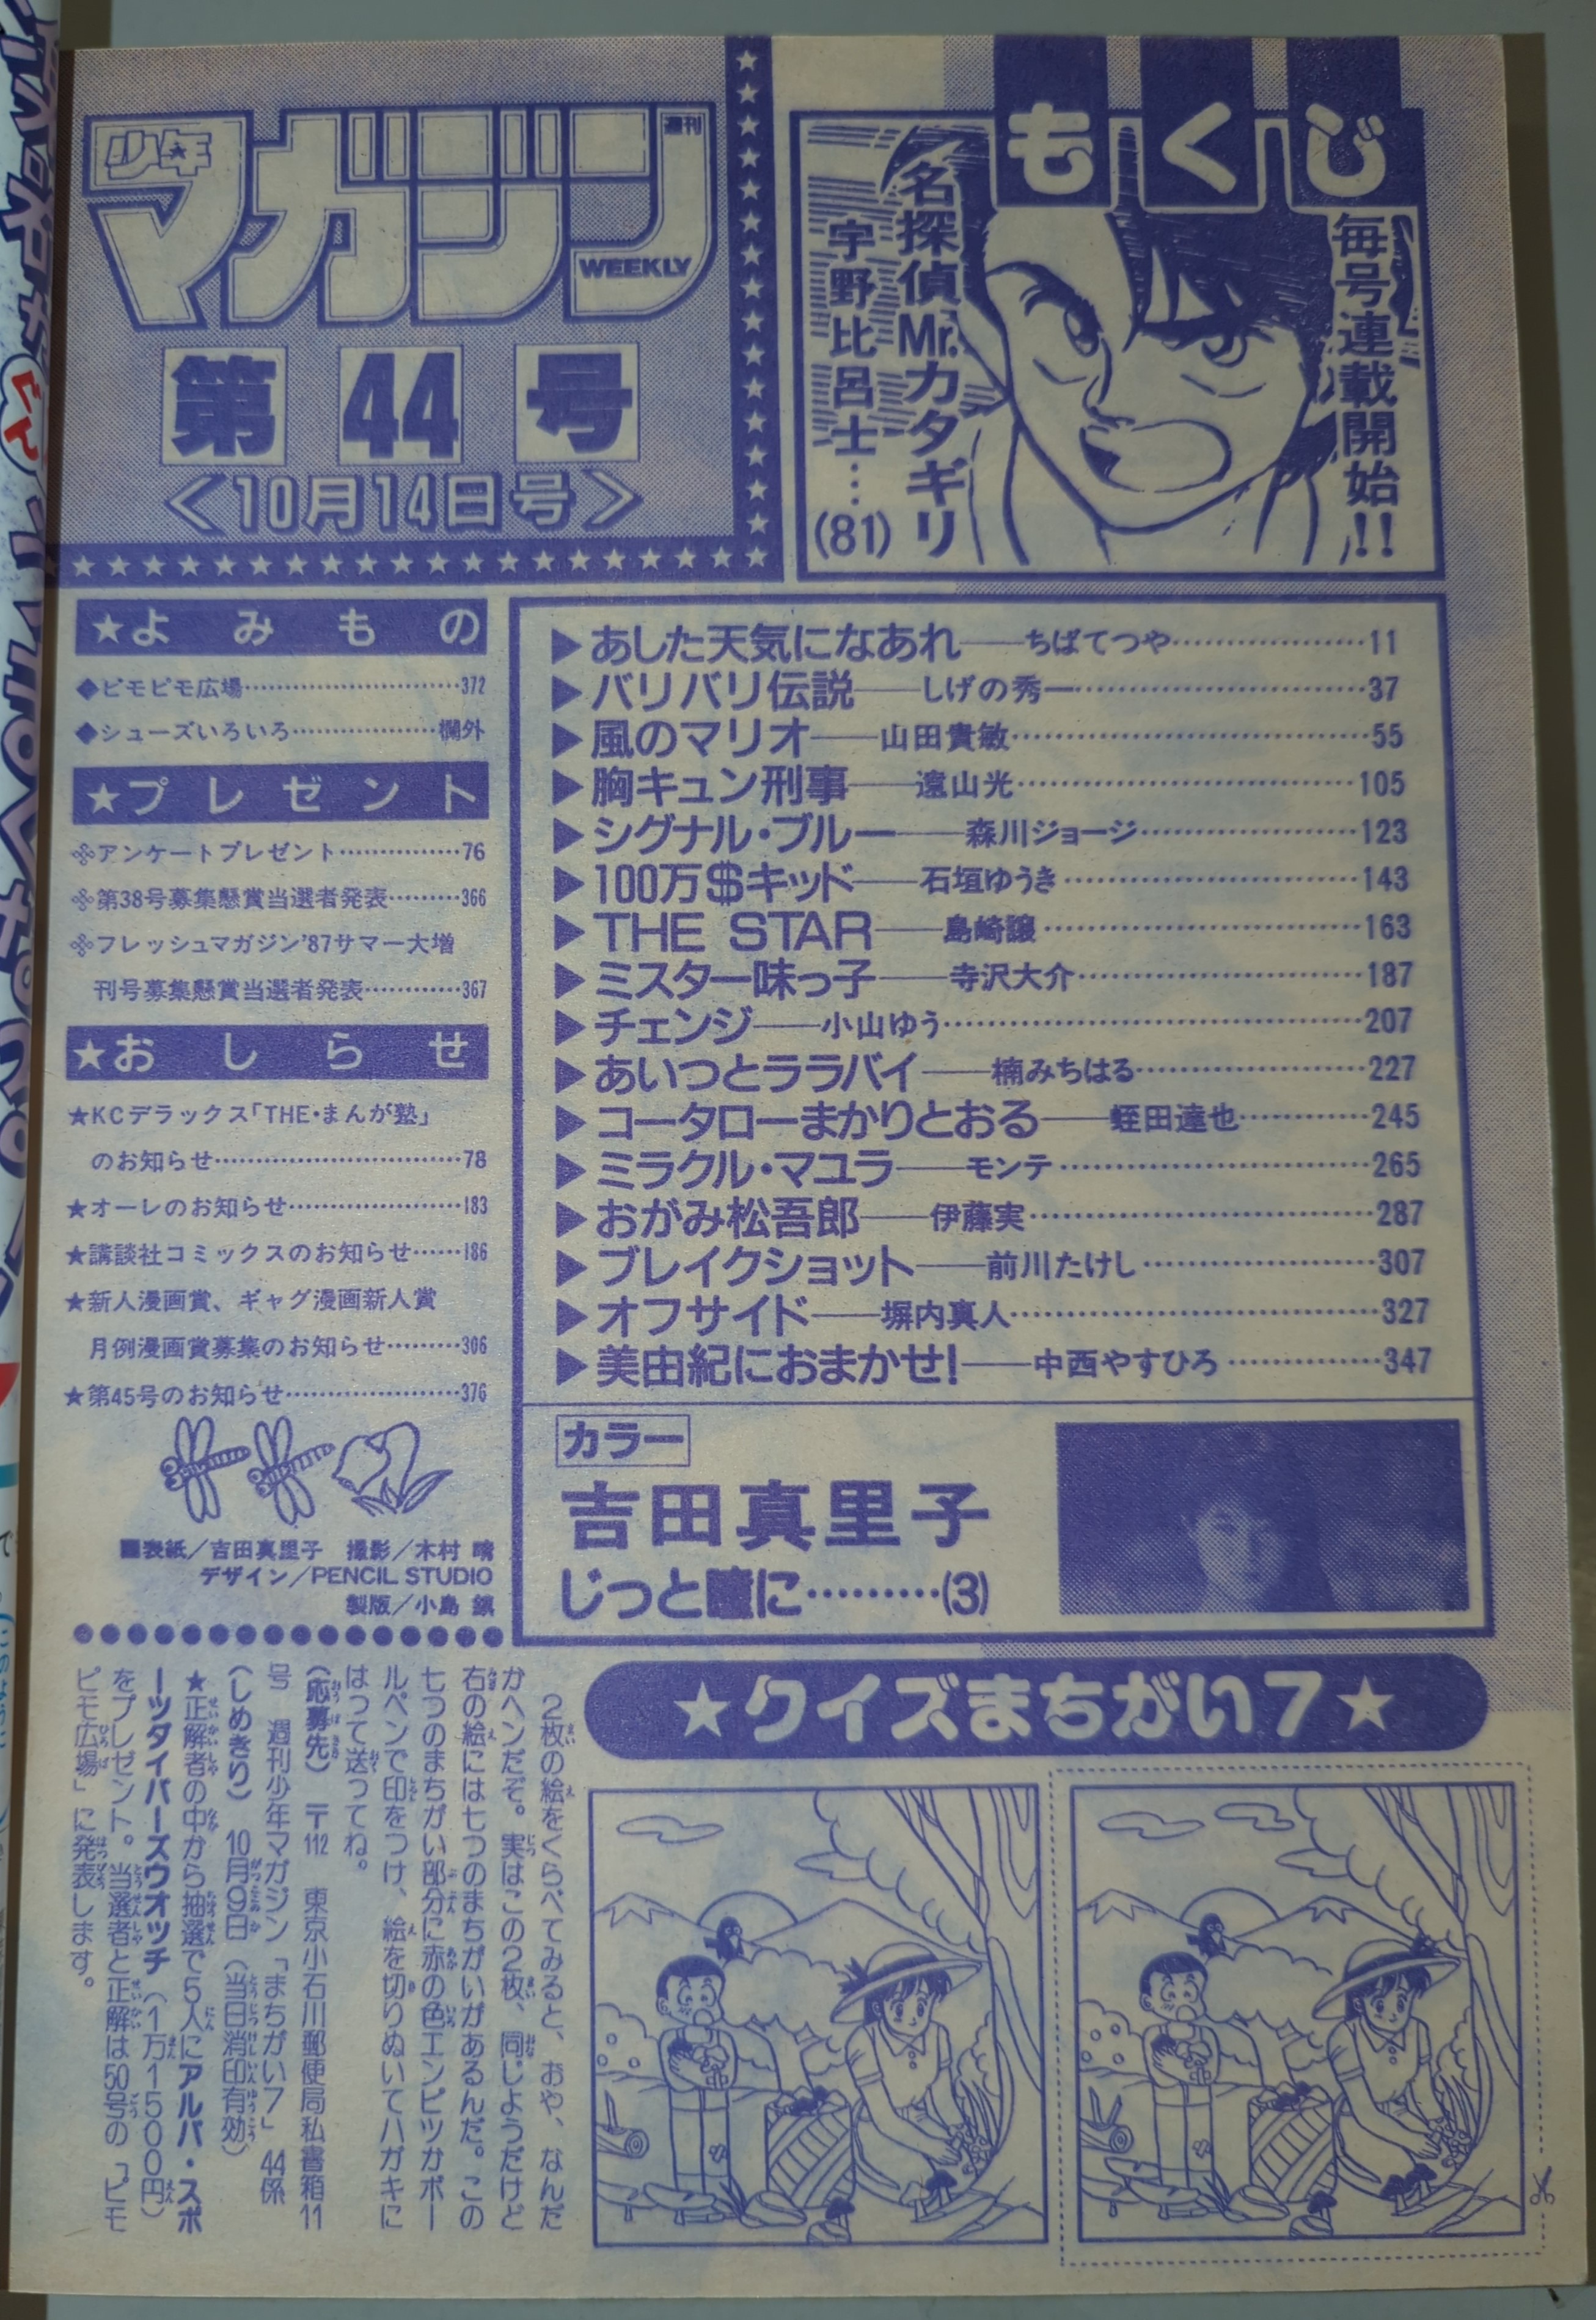 少年
マガジン
週刊
WEEKLY
第44号
<10月14日号>
もくじ
毎号連載開始!!
名探偵Mr.カタギリ
宇野比呂士…(81)
★よみもの
◆ピモピモ広場…………372
◆シューズいろいろ…………欄外
★プレゼント
アンケートプレゼント…………76
第38号募集懸賞当選者発表………366
フレッシュマガジン'87サマー大増
刊号募集懸賞当選者発表…………367
★おしらせ
★KCデラックス「THE・まんが塾」
のお知らせ…………78
★オーレのお知らせ…………183
★講談社コミックスのお知らせ……186
★新人漫画賞、ギャグ漫画新人賞
月例漫画賞募集のお知らせ………306
★第45号のお知らせ…………376
■表紙/吉田真里子 撮影/木村 晴
デザイン/PENCIL STUDIO
製版/小島
▶あした天気になあれ――ちばてつや…………11
▶バリバリ伝説――しげの秀一…………37
▶風のマリオ――山田貴敏…………55
▶胸キュン刑事――遠山光…………105
▶シグナル・ブルー――森川ジョージ…………123
▶100万$キッド――石垣ゆうき…………143
▶THE STAR――島崎譲…………163
▶ミスター味っ子――寺沢大介…………187
▶チェンジ――小山ゆう…………207
▶あいつとララバイ――楠みちはる…………227
▶コータローまかりとおる――蛭田達也…………245
▶ミラクル・マユラ――モンテ…………265
▶おがみ松吾郎――伊藤実…………287
▶ブレイクショット――前川たけし…………307
▶オフサイド――塀内真人…………327
▶美由紀におまかせ!――中西やすひろ…………347
カラー
吉田真里子
じっと瞳に………(3)
★クイズまちがい7★
2枚の絵をくらべてみると、おや、なんだ
かヘンだぞ。実はこの2枚、同じようだけど
右の絵には七つのまちがいがあるんだ。この
七つのまちがい部分に赤の色エンピツかボー
ルペンで印をつけ、絵を切りぬいてハガキに
はって送ってね。
(応募先) 〒112 東京小石川郵便局私書箱11
号 週刊少年マガジン「まちがい7」44係
(しめきり) 10月9日(当日消印有効)
★正解者の中から抽選で5人にアルバ・スポ
ーツダイバーズウオッチ(1万1500円)
をプレゼント。当選者と正解は50号の「ピモ
ピモ広場」に発表します。